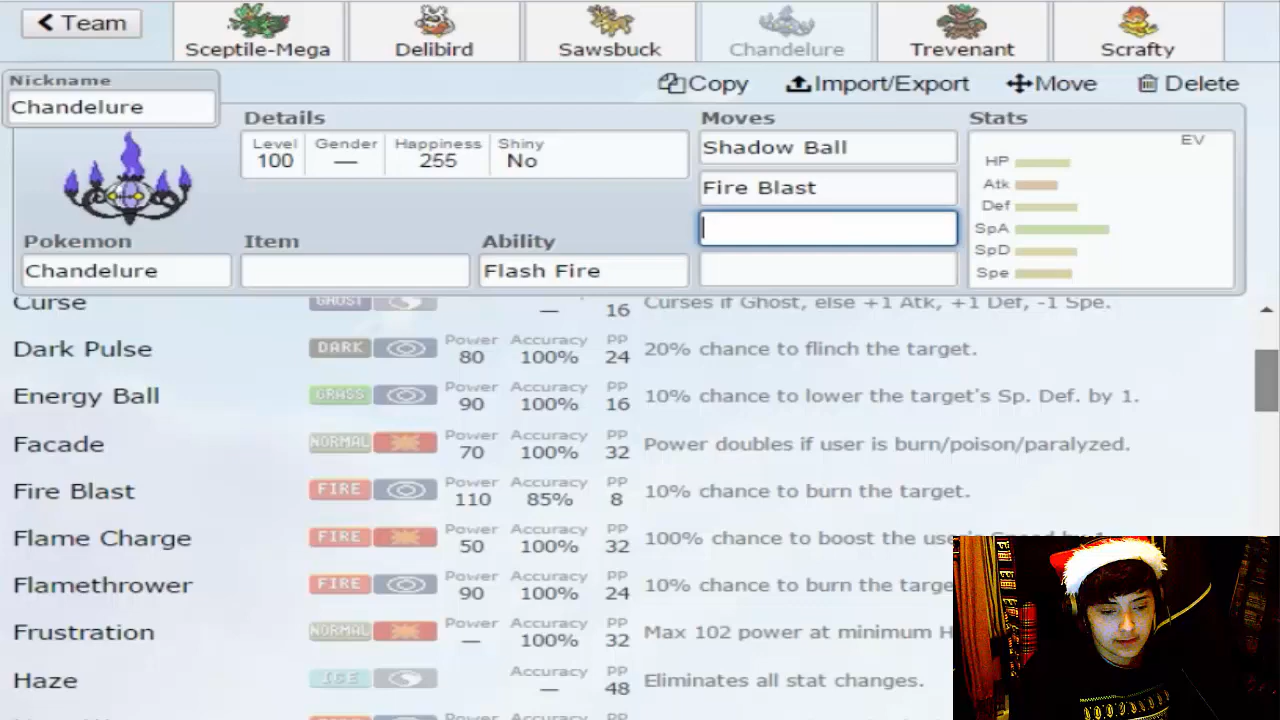 Team
Sceptile-Mega
Delibird
Sawsbuck
Chandelure
Trevenant
Scrafty
Nickname
Chandelure
Copy
Import/Export
Move
Delete
Details
Moves
Stats
Level Gender Happiness Shiny
100 — 255 No
Shadow Ball
Fire Blast
EV
HP
Atk
Def
SpA
SpD
Spe
Pokemon
Item
Ability
Chandelure
Flash Fire
Curse GHOST — 16 Curses if Ghost, else +1 Atk, +1 Def, -1 Spe.
Dark Pulse DARK Power 80 Accuracy 100% PP 24 20% chance to flinch the target.
Energy Ball GRASS Power 90 Accuracy 100% PP 16 10% chance to lower the target's Sp. Def. by 1.
Facade NORMAL Power 70 Accuracy 100% PP 32 Power doubles if user is burn/poison/paralyzed.
Fire Blast FIRE Power 110 Accuracy 85% PP 8 10% chance to burn the target.
Flame Charge FIRE Power 50 Accuracy 100% PP 32 100% chance to boost the user's
Flamethrower FIRE Power 90 Accuracy 100% PP 24 10% chance to burn the targe
Frustration NORMAL Power — Accuracy 100% PP 32 Max 102 power at minimum H
Haze ICE Accuracy — PP 48 Eliminates all stat changes.